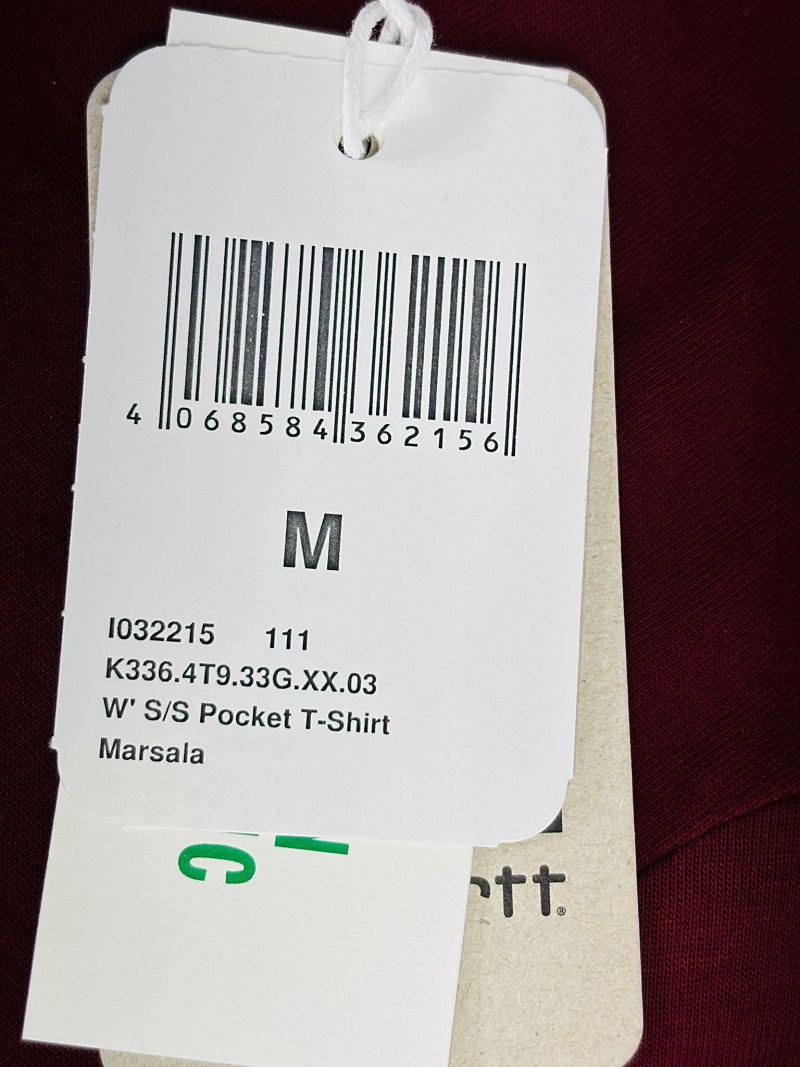 4 068584 362156
M
I032215 111
K336.4T9.33G.XX.03
W' S/S Pocket T-Shirt
Marsala